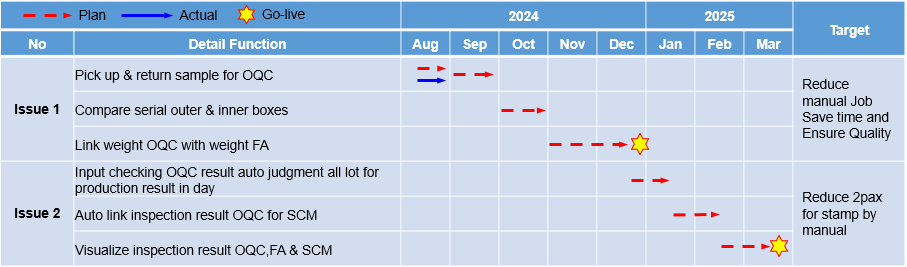 Plan Actual Go-live
2024 2025 Target
No Detail Function Aug Sep Oct Nov Dec Jan Feb Mar
Issue 1
Pick up & return sample for OQC
Compare serial outer & inner boxes
Link weight OQC with weight FA
Reduce
manual Job
Save time and
Ensure Quality
Issue 2
Input checking OQC result auto judgment all lot for
production result in day
Auto link inspection result OQC for SCM
Visualize inspection result OQC,FA & SCM
Reduce 2pax
for stamp by
manual